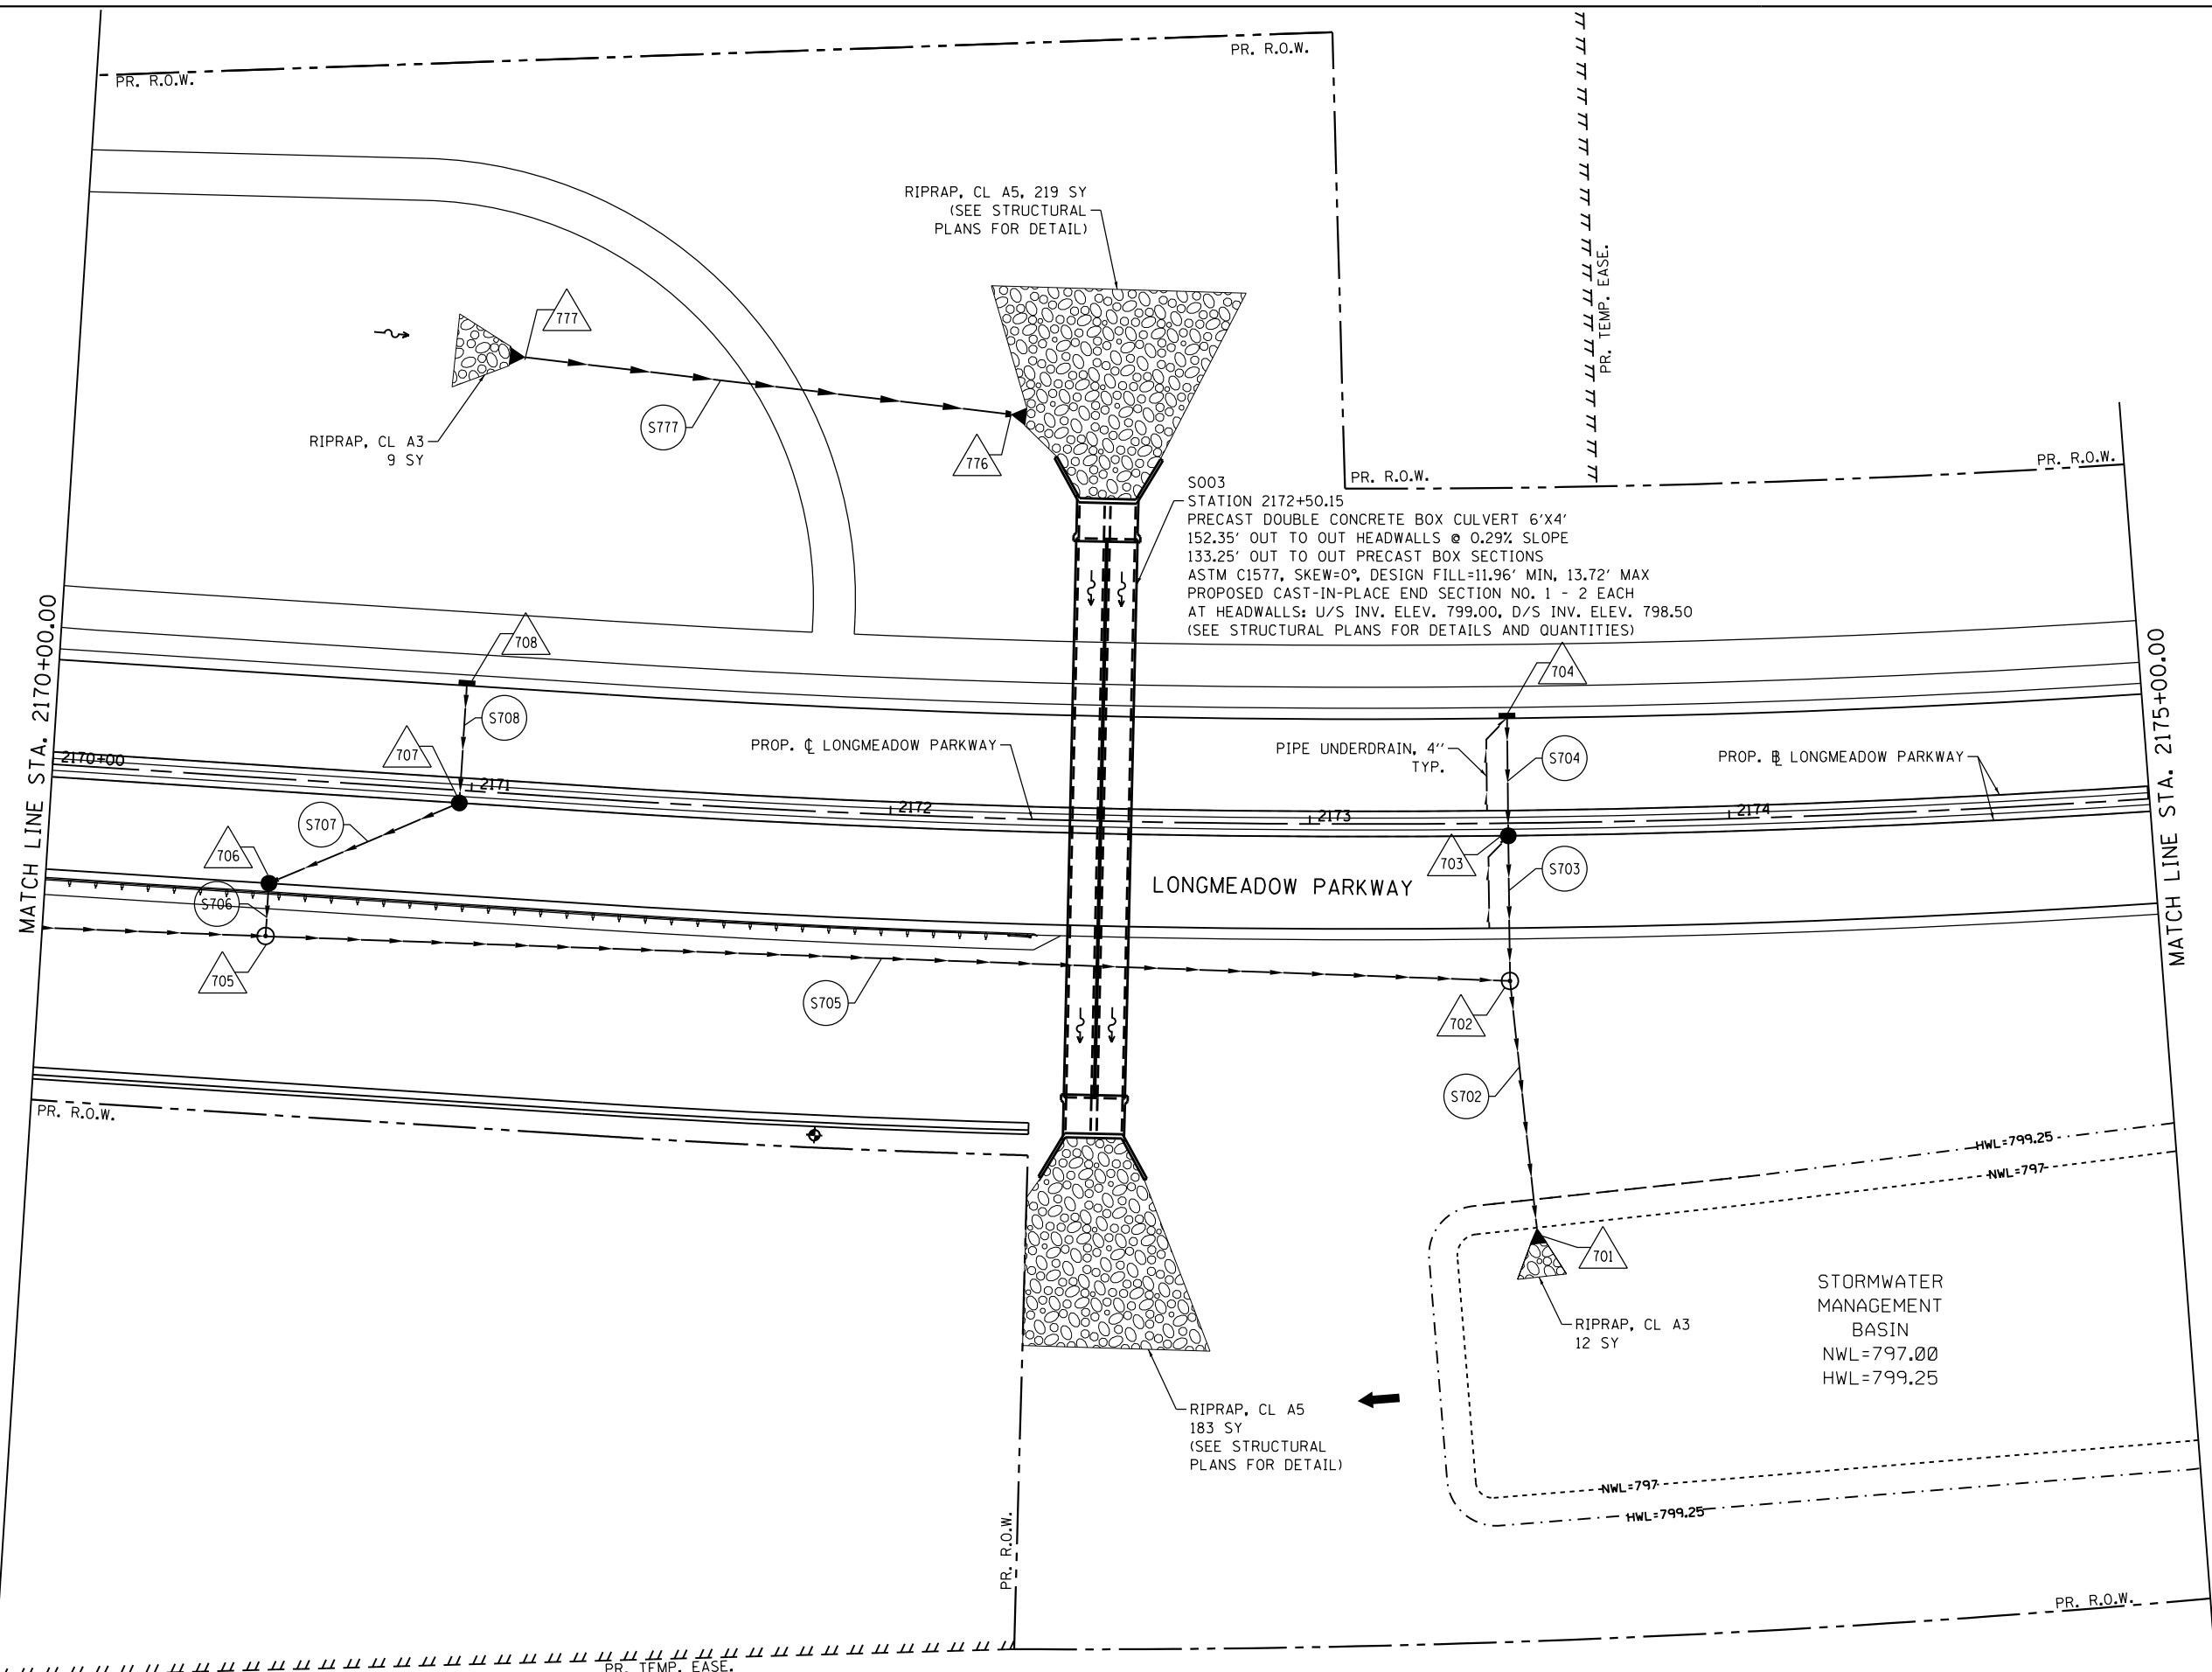 PR. R.O.W.
PR. R.O.W.
RIPRAP, CL A5, 219 SY
(SEE STRUCTURAL
PLANS FOR DETAIL)
PR. TEMP. EASE.
777
RIPRAP, CL A3
9 SY
S777
776
PR. R.O.W.
PR. R.O.W.
S003
STATION 2172+50.15
PRECAST DOUBLE CONCRETE BOX CULVERT 6'X4'
152.35' OUT TO OUT HEADWALLS @ 0.29% SLOPE
133.25' OUT TO OUT PRECAST BOX SECTIONS
ASTM C1577, SKEW=0°, DESIGN FILL=11.96' MIN, 13.72' MAX
PROPOSED CAST-IN-PLACE END SECTION NO. 1 - 2 EACH
AT HEADWALLS: U/S INV. ELEV. 799.00, D/S INV. ELEV. 798.50
(SEE STRUCTURAL PLANS FOR DETAILS AND QUANTITIES)
MATCH LINE STA. 2170+00.00
MATCH LINE STA. 2175+00.00
708
704
S708
707
PROP. ℄ LONGMEADOW PARKWAY
PIPE UNDERDRAIN, 4''
TYP.
S704
PROP. BL LONGMEADOW PARKWAY
2170+00
2171
2172
2173
2174
S707
706
703
S703
LONGMEADOW PARKWAY
S706
705
S705
702
S702
PR. R.O.W.
HWL=799.25
NWL=797
701
RIPRAP, CL A3
12 SY
STORMWATER
MANAGEMENT
BASIN
NWL=797.00
HWL=799.25
RIPRAP, CL A5
183 SY
(SEE STRUCTURAL
PLANS FOR DETAIL)
NWL=797
HWL=799.25
PR. R.O.W.
PR. R.O.W.
PR. TEMP. EASE.